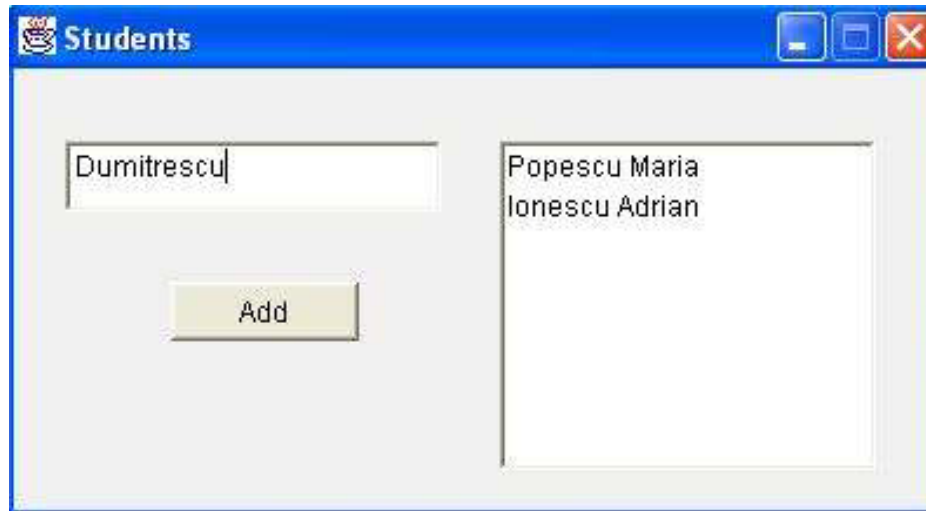 Students
Dumitrescu
Popescu Maria
Ionescu Adrian
Add